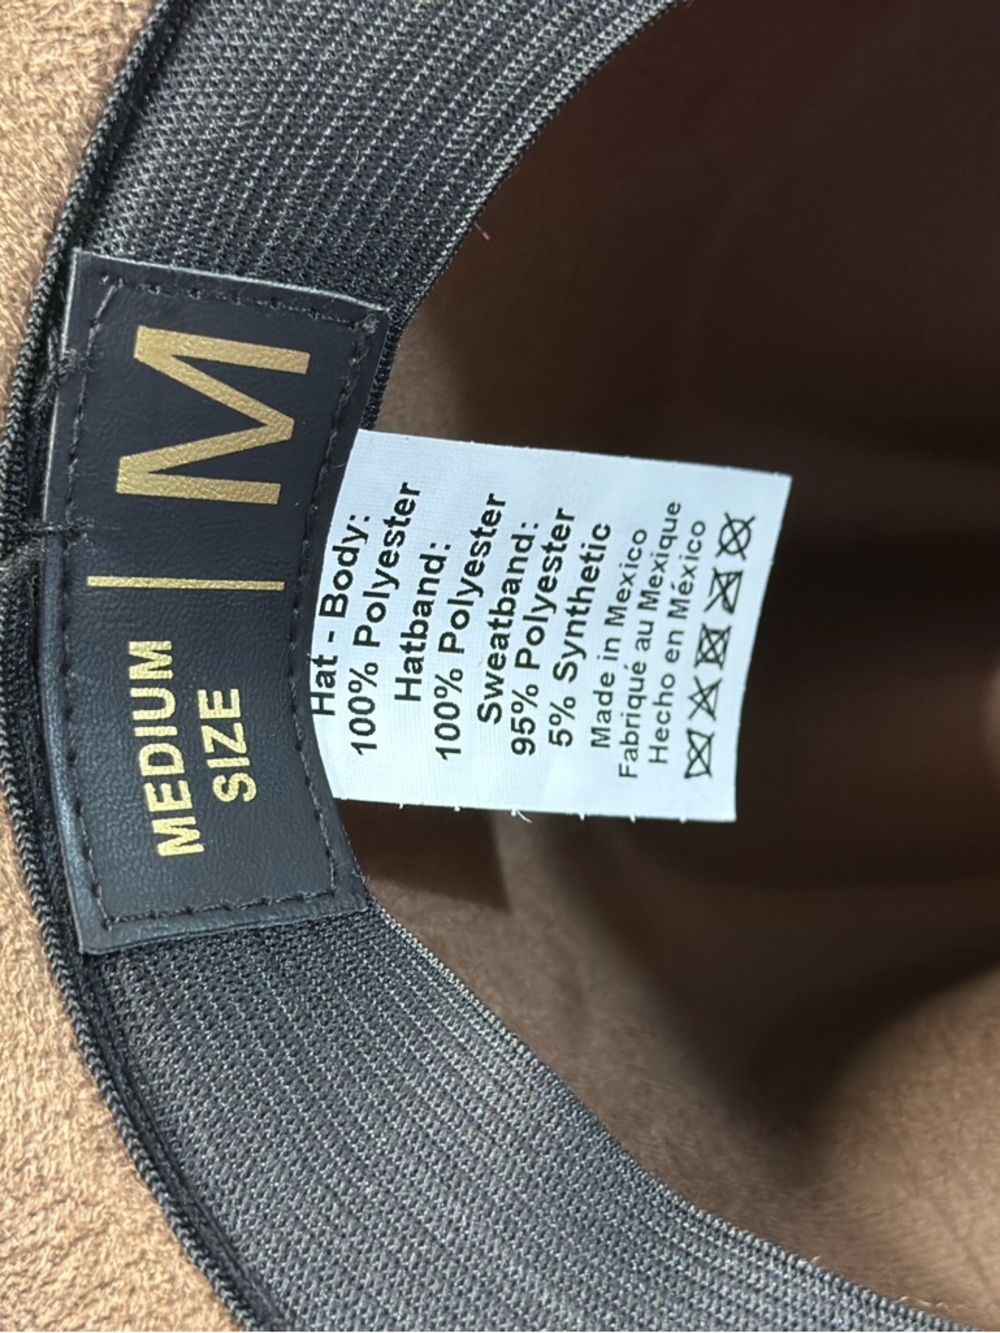 MEDIUM
SIZE
M
Hat - Body:
100% Polyester
Hatband:
100% Polyester
Sweatband:
95% Polyester
5% Synthetic
Made in Mexico
Fabriqué au Mexique
Hecho en México